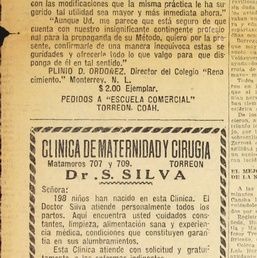 con las modificaciones que la misma práctica le ha su
gerido tal utilidad sea mayor y más inmediata ahora."
"Aunque Ud. me parece que está seguro de que
cuenta con nuestro insignificante contingente profesio
nal para la propaganda de su Método, quiero por la pre
sente, confirmarle de una manera inequívoca estas se
guridades y ofrecerle todo lo que valgo para que dis
ponga de él en tal sentido."
PLINIO D. ORDOÑEZ, Director del Colegio "Rena
cimiento." Monterrey, N. L.
$ 2.00 Ejemplar.
PEDIDOS A "ESCUELA COMERCIAL"
TORREON, COAH.
CLINICA DE MATERNIDAD Y CIRUGIA
Matamoros 707 y 709. TORREON
Dr. S. SILVA
Señora:
198 niños han nacido en esta Clínica. El
Doctor Silva atiende personalmente todos los
partos. Aquí encuentra usted cuidados cons-
tantes, limpieza, alimentación sana y experien-
cia médica, condiciones que constituyen garan-
tía en sus alumbramientos.
Esta Clínica atiende con solicitud y